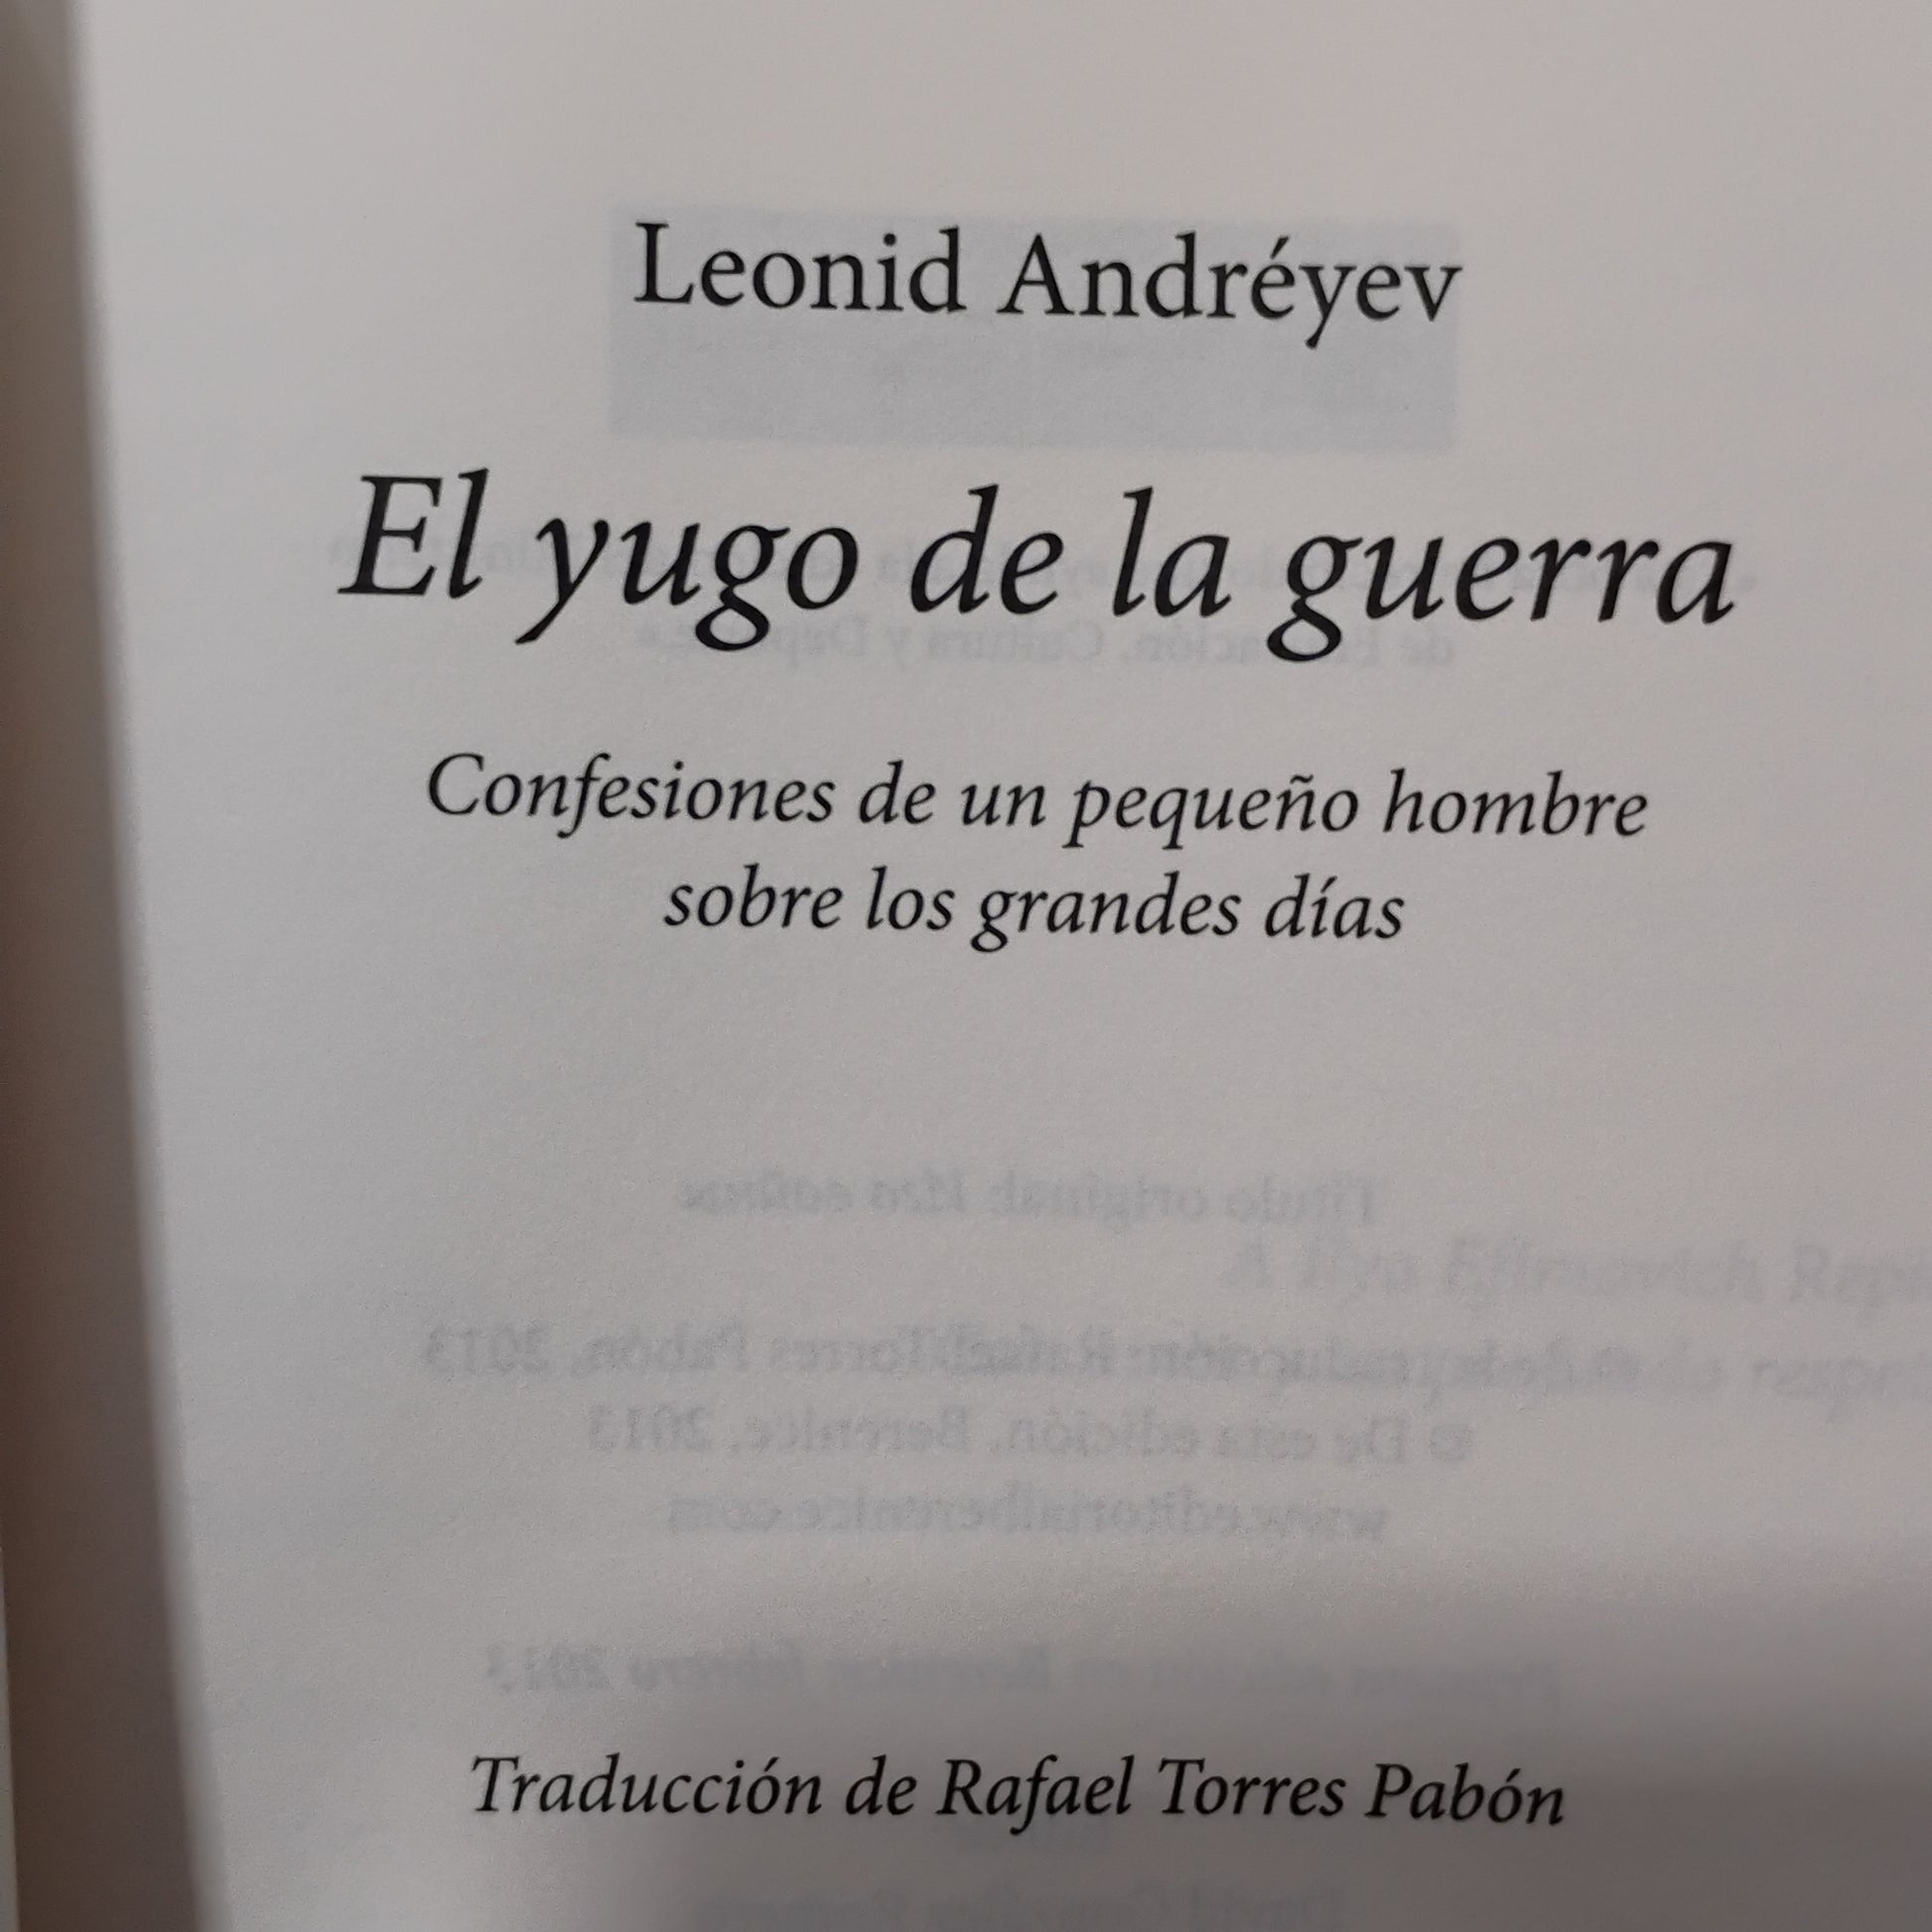 Leonid Andréyev
El yugo de la guerra
Confesiones de un pequeño hombre
sobre los grandes días
Traducción de Rafael Torres Pabón